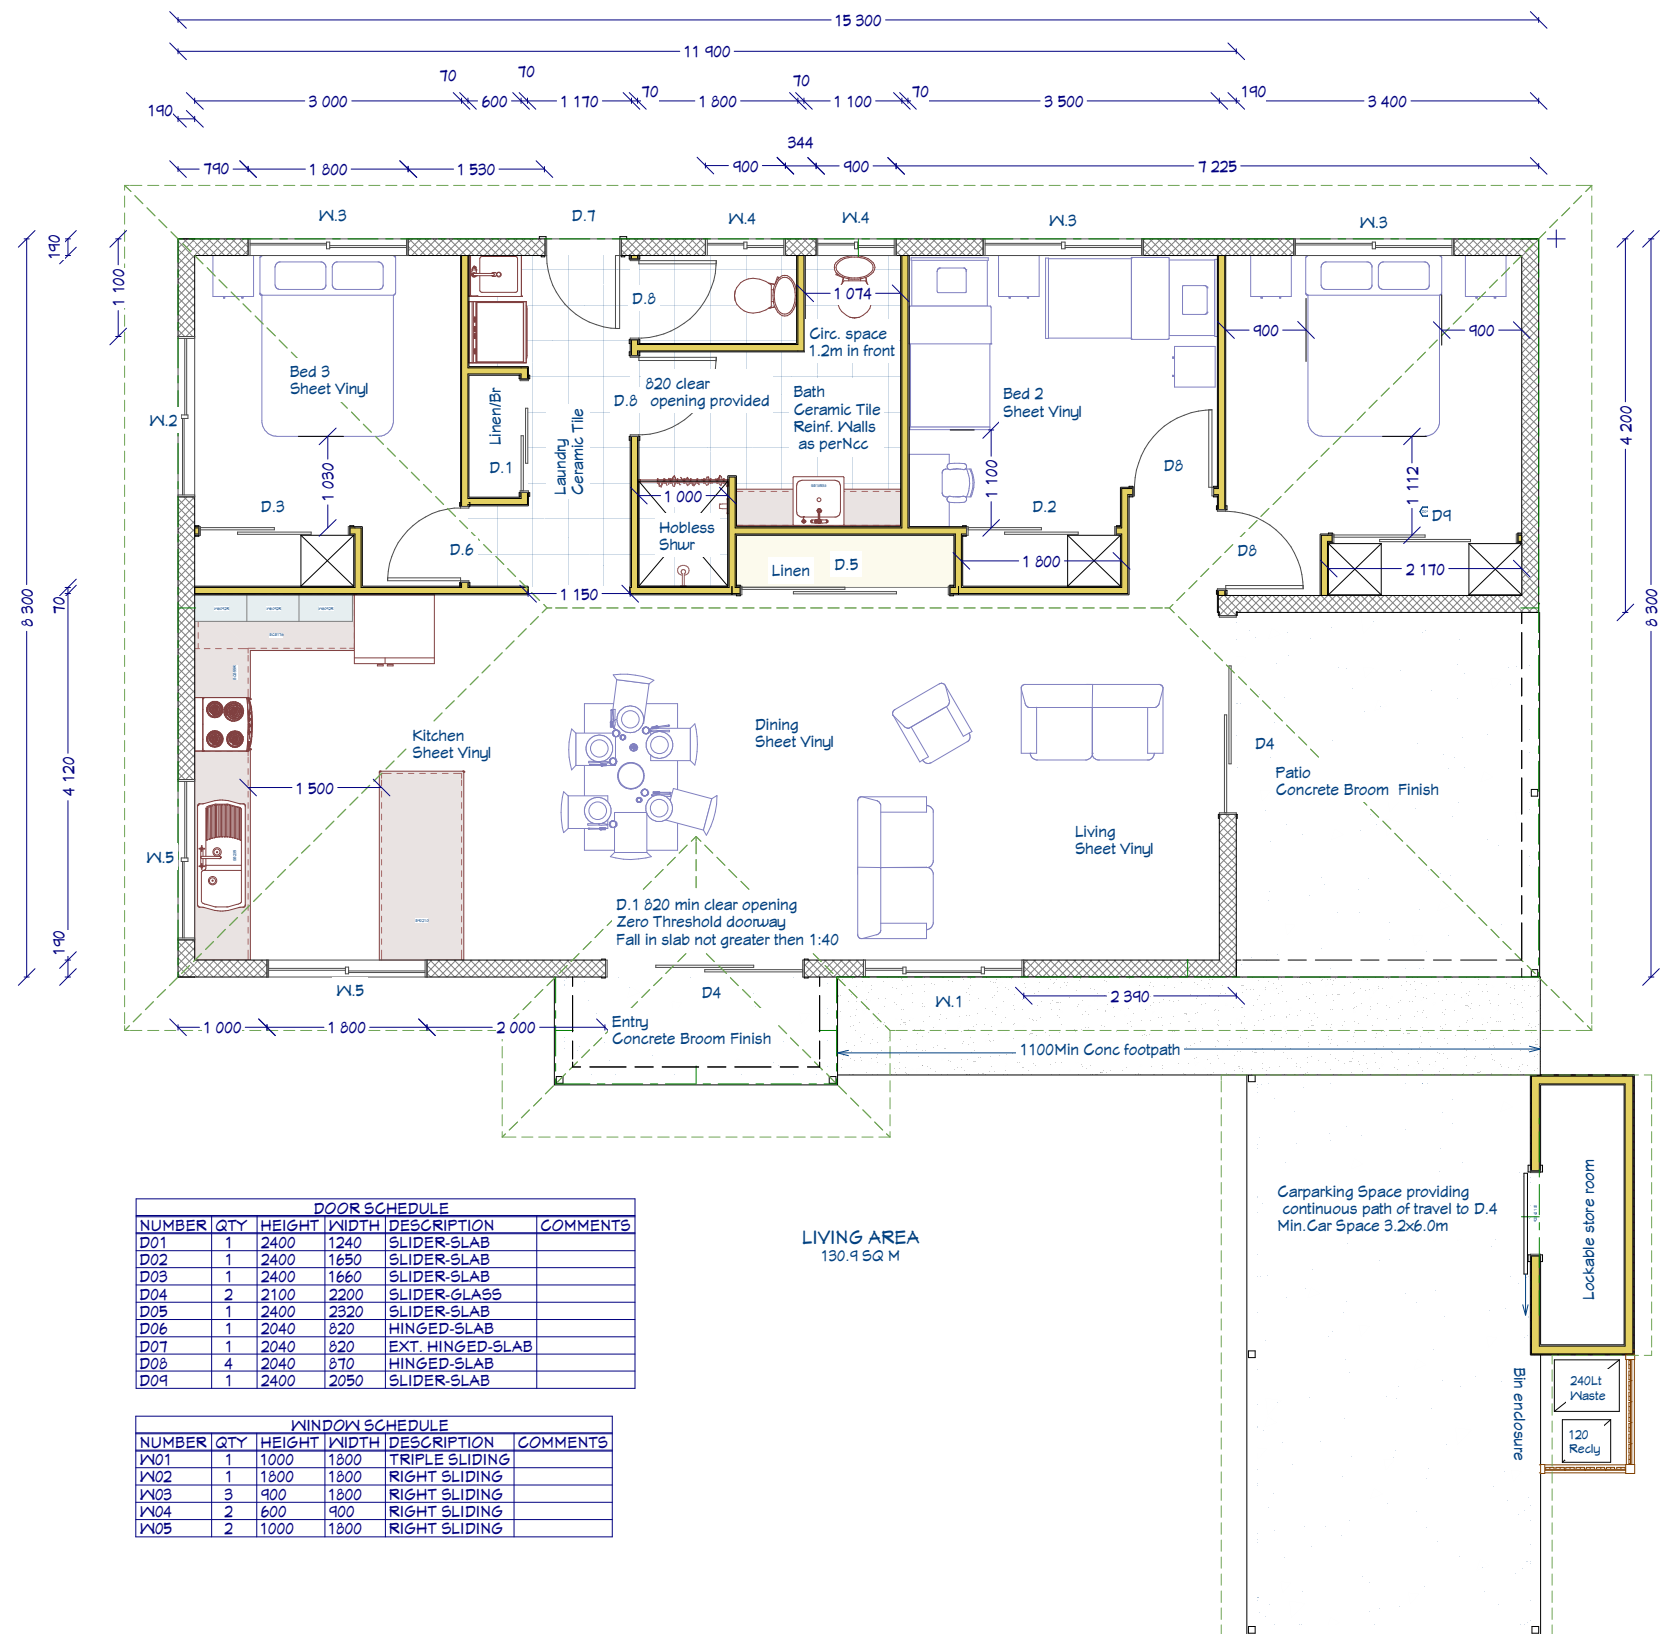 15 300
11 900
70
70
70
70
70
190
3 000
600
1 170
1 800
1 100
3 500
190
3 400
344
790
1 800
1 530
900
900
7 225
W.3
D.7
W.4
W.4
W.3
W.3
190
1 100
8 300
70
4 120
190
4 200
8 300
D.8
1 074
Circ. space
1.2m in front
900
900
Bed 3
Sheet Vinyl
W.2
Linen/Br
D.1
Laundry
Ceramic Tile
820 clear
D.8 opening provided
Bath
Ceramic Tile
Reinf. Walls
as perNcc
Bed 2
Sheet Vinyl
1 030
D.3
1 000
1 100
D8
D.2
1 112
D9
Hobless
Shwr
D.6
Linen
D.5
1 800
D8
2 170
1 150
Kitchen
Sheet Vinyl
Dining
Sheet Vinyl
D4
Patio
Concrete Broom Finish
1 500
Living
Sheet Vinyl
W.5
D.1 820 min clear opening
Zero Threshold doorway
Fall in slab not greater then 1:40
W.5
D4
W.1
2 390
1 000
1 800
2 000
Entry
Concrete Broom Finish
1100Min Conc footpath
Carparking Space providing
continuous path of travel to D.4
Min.Car Space 3.2x6.0m
Lockable store room
LIVING AREA
130.9 SQ M
Bin enclosure
240Lt
Waste
120
Recly
DOOR SCHEDULE
NUMBER QTY HEIGHT WIDTH DESCRIPTION COMMENTS
D01 1 2400 1240 SLIDER-SLAB
D02 1 2400 1650 SLIDER-SLAB
D03 1 2400 1660 SLIDER-SLAB
D04 2 2100 2200 SLIDER-GLASS
D05 1 2400 2320 SLIDER-SLAB
D06 1 2040 820 HINGED-SLAB
D07 1 2040 820 EXT. HINGED-SLAB
D08 4 2040 870 HINGED-SLAB
D09 1 2400 2050 SLIDER-SLAB
WINDOW SCHEDULE
NUMBER QTY HEIGHT WIDTH DESCRIPTION COMMENTS
W01 1 1000 1800 TRIPLE SLIDING
W02 1 1800 1800 RIGHT SLIDING
W03 3 900 1800 RIGHT SLIDING
W04 2 600 900 RIGHT SLIDING
W05 2 1000 1800 RIGHT SLIDING